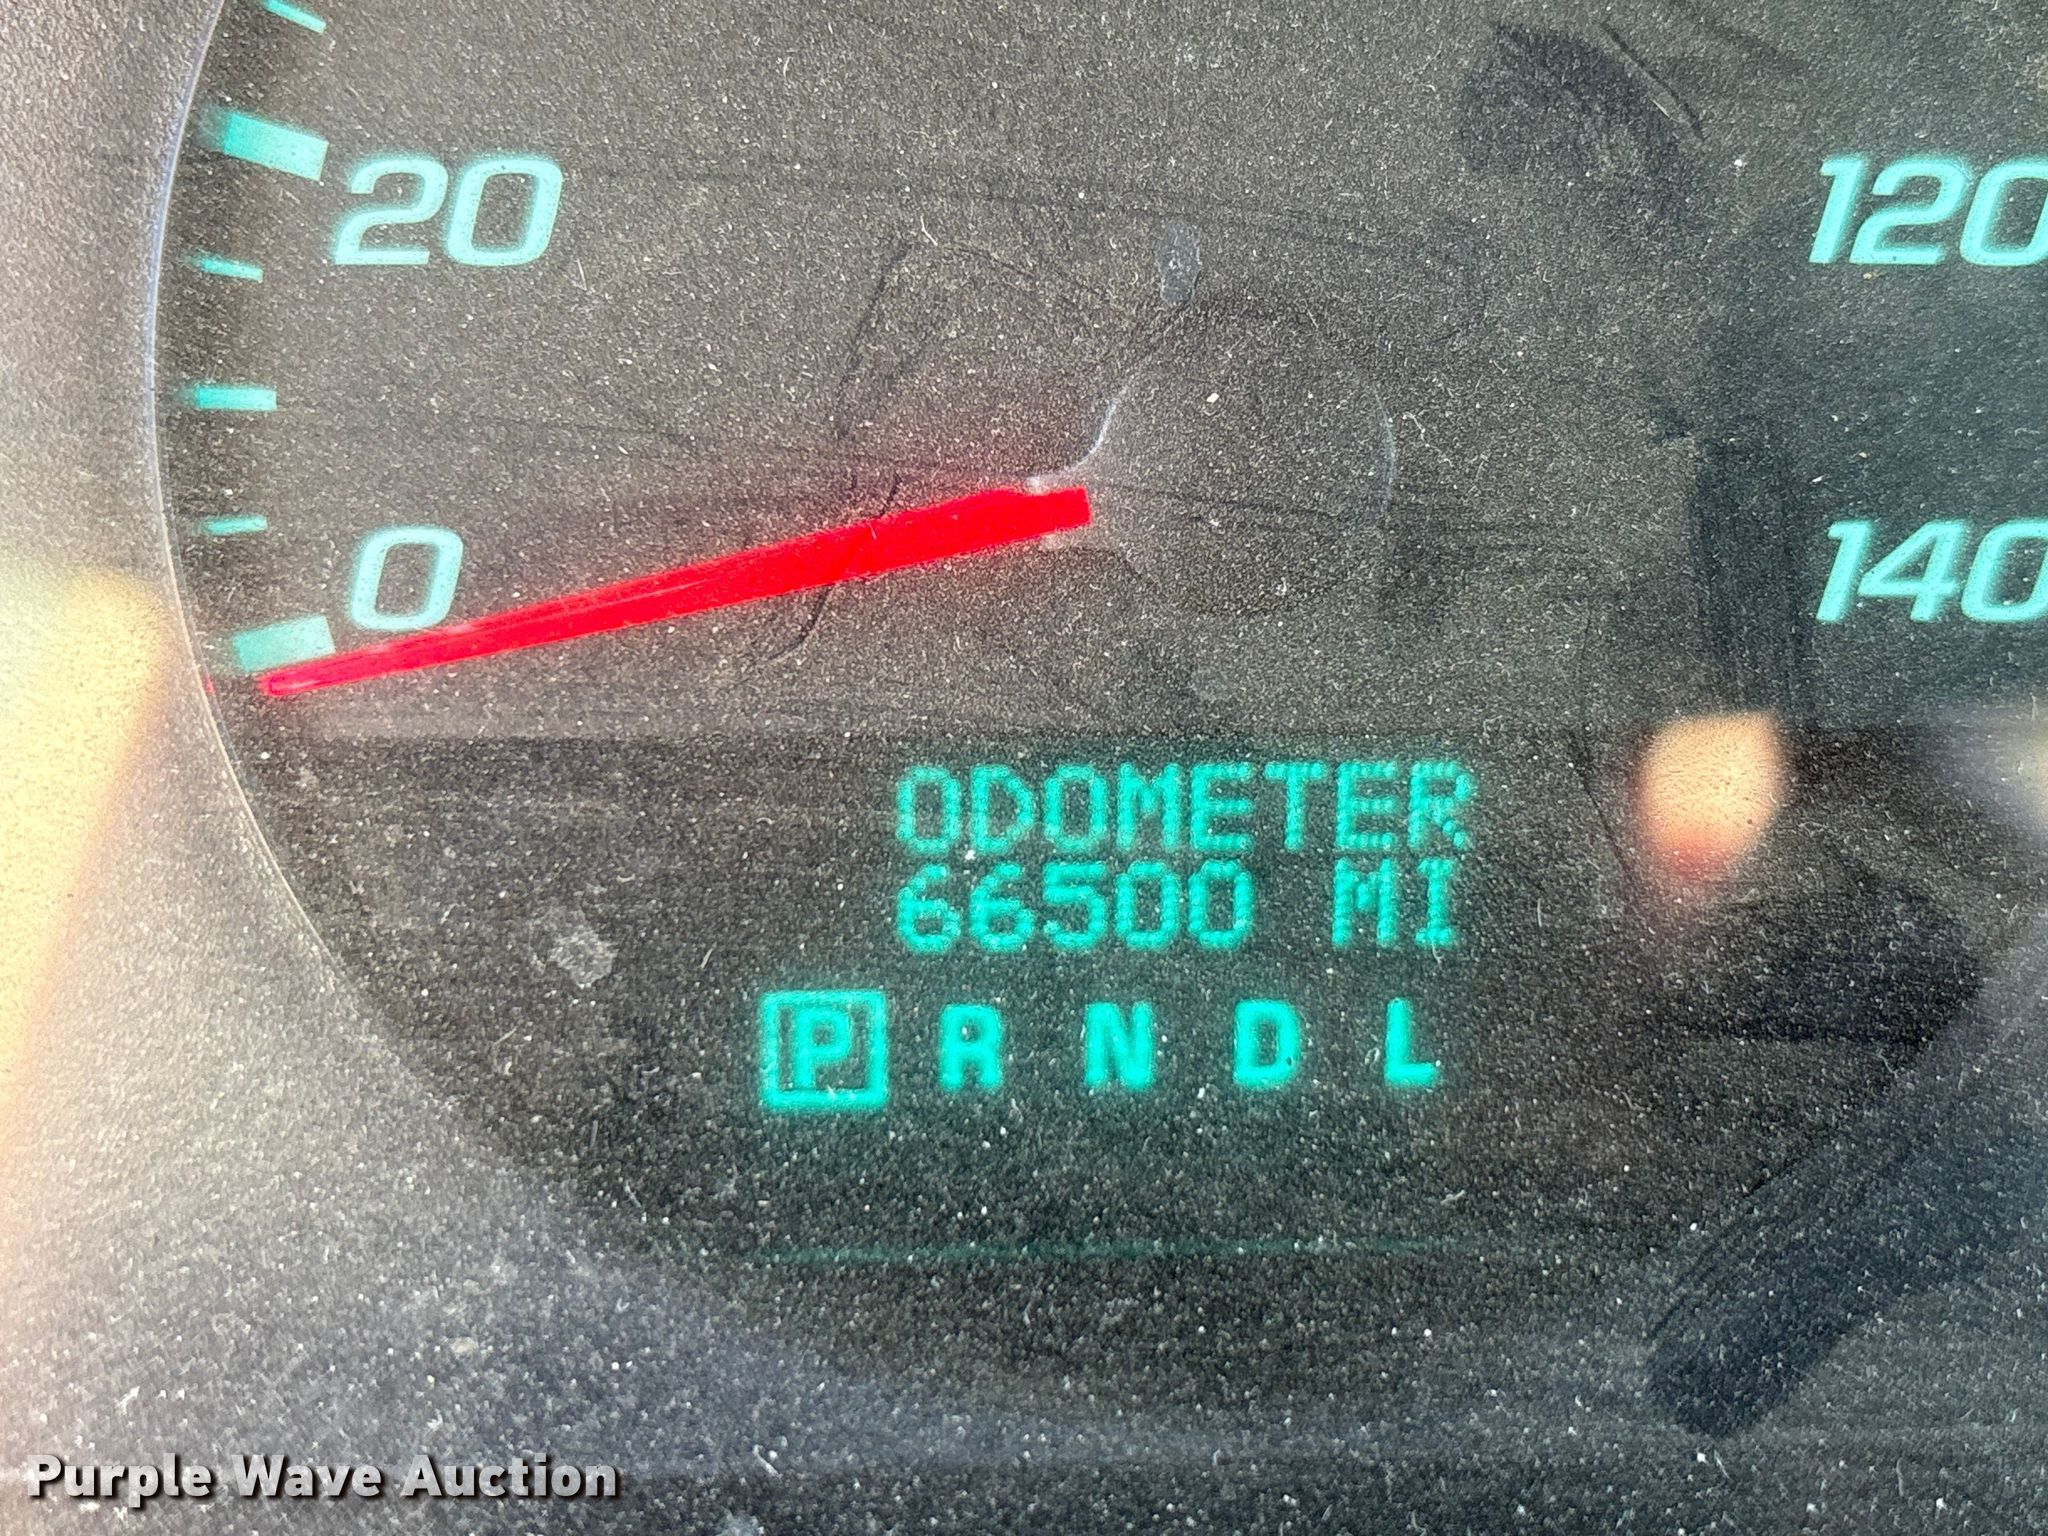 20
120
0
140
ODOMETER
66500 MI
P R N D L
Purple Wave Auction